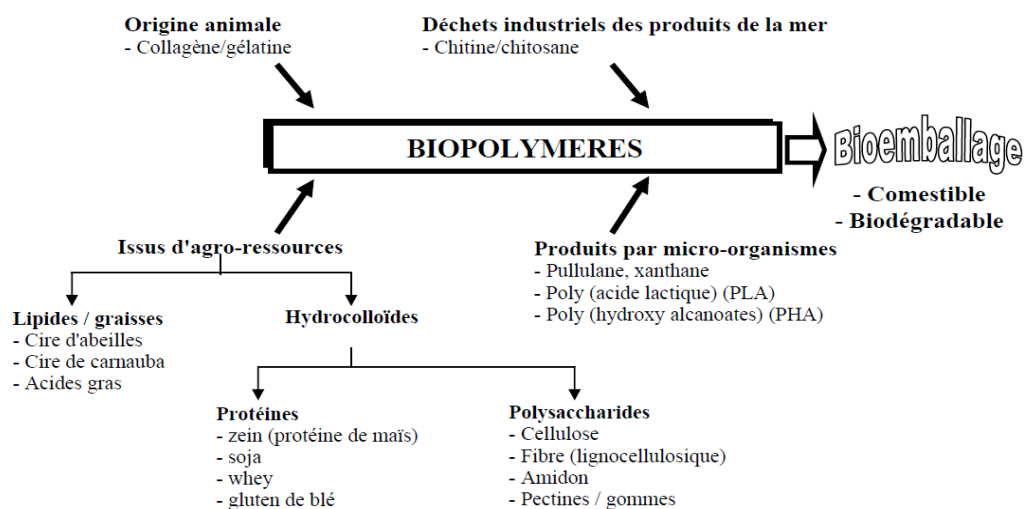 Origine animale
- Collagène/gélatine
Déchets industriels des produits de la mer
- Chitine/chitosane
BIOPOLYMERES
Bioemballage
- Comestible
- Biodégradable
Issus d'agro-ressources
Produits par micro-organismes
- Pullulane, xanthane
- Poly (acide lactique) (PLA)
- Poly (hydroxy alcanoates) (PHA)
Lipides / graisses
- Cire d'abeilles
- Cire de carnauba
- Acides gras
Hydrocolloïdes
Protéines
- zein (protéine de maïs)
- soja
- whey
- gluten de blé
Polysaccharides
- Cellulose
- Fibre (lignocellulosique)
- Amidon
- Pectines / gommes